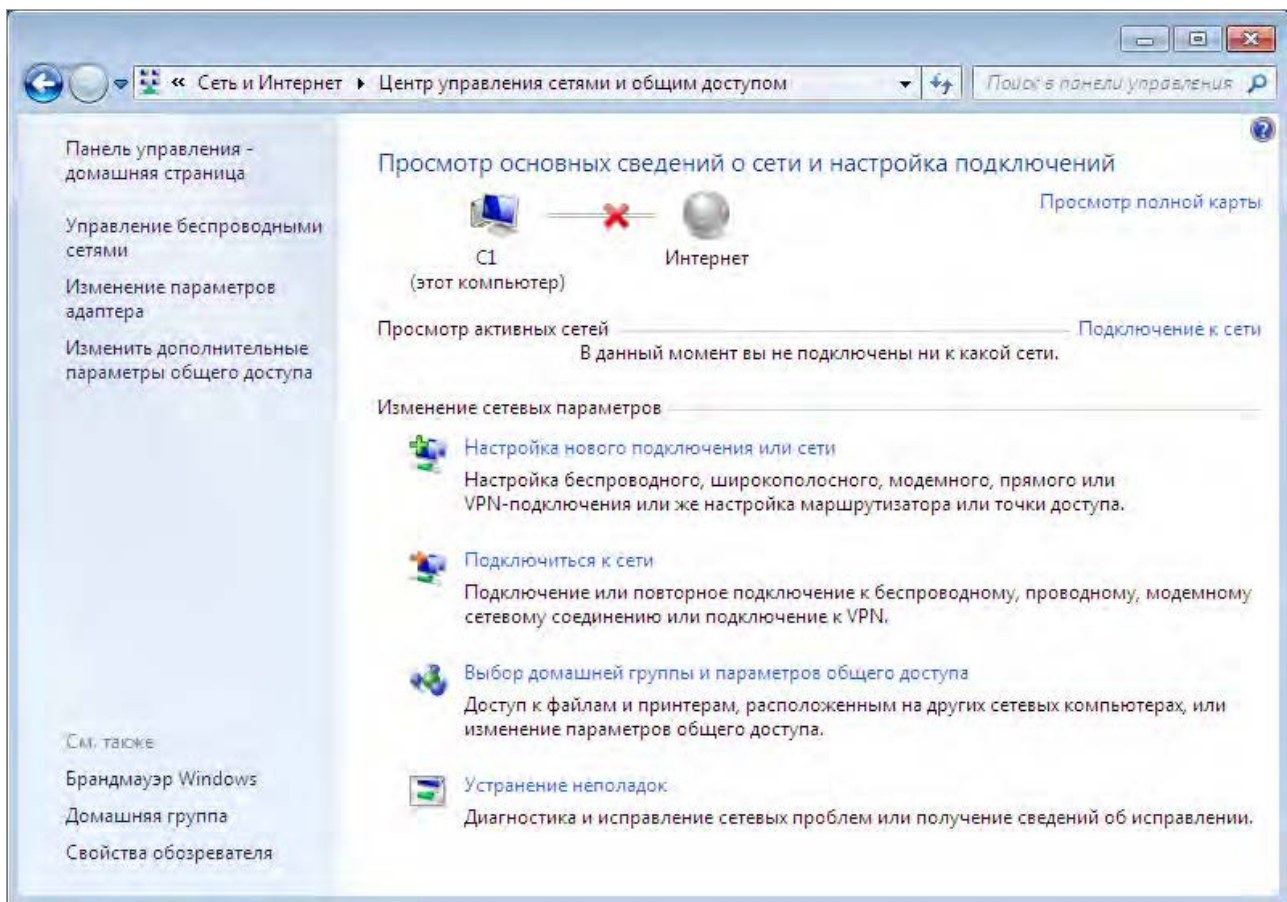 « Сеть и Интернет ▸ Центр управления сетями и общим доступом
Поиск в панели управления
Панель управления -
домашняя страница
Управление беспроводными
сетями
Изменение параметров
адаптера
Изменить дополнительные
параметры общего доступа
См. также
Брандмауэр Windows
Домашняя группа
Свойства обозревателя
Просмотр основных сведений о сети и настройка подключений
Просмотр полной карты
C1
(этот компьютер)
Интернет
Просмотр активных сетей
Подключение к сети
В данный момент вы не подключены ни к какой сети.
Изменение сетевых параметров
Настройка нового подключения или сети
Настройка беспроводного, широкополосного, модемного, прямого или
VPN-подключения или же настройка маршрутизатора или точки доступа.
Подключиться к сети
Подключение или повторное подключение к беспроводному, проводному, модемному
сетевому соединению или подключение к VPN.
Выбор домашней группы и параметров общего доступа
Доступ к файлам и принтерам, расположенным на других сетевых компьютерах, или
изменение параметров общего доступа.
Устранение неполадок
Диагностика и исправление сетевых проблем или получение сведений об исправлении.